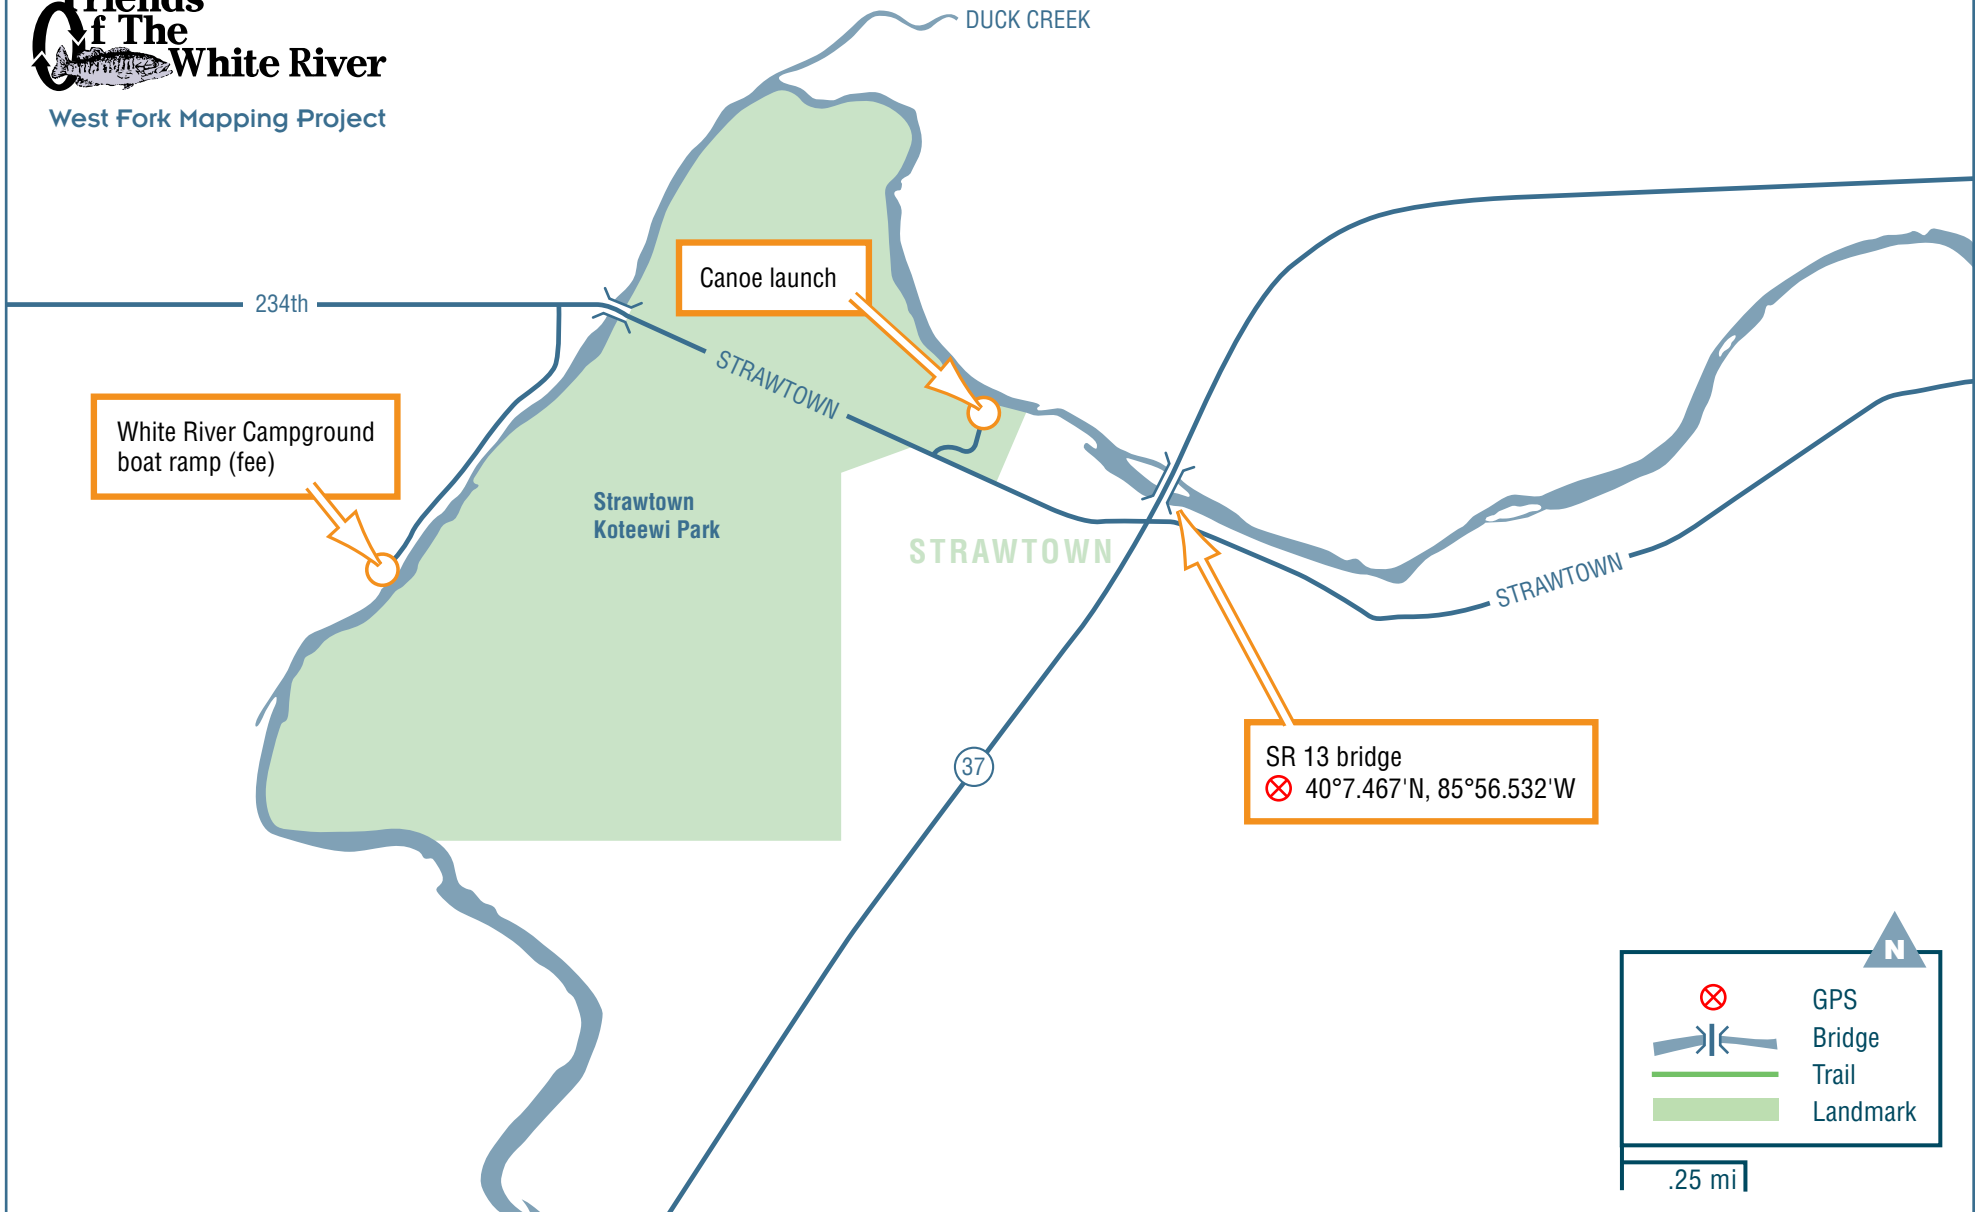 Friends
Of The
White River
West Fork Mapping Project
DUCK CREEK
234th
Canoe launch
STRAWTOWN
White River Campground
boat ramp (fee)
Strawtown
Koteewi Park
STRAWTOWN
STRAWTOWN
37
SR 13 bridge
40°7.467'N, 85°56.532'W
N
GPS
Bridge
Trail
Landmark
.25 mi